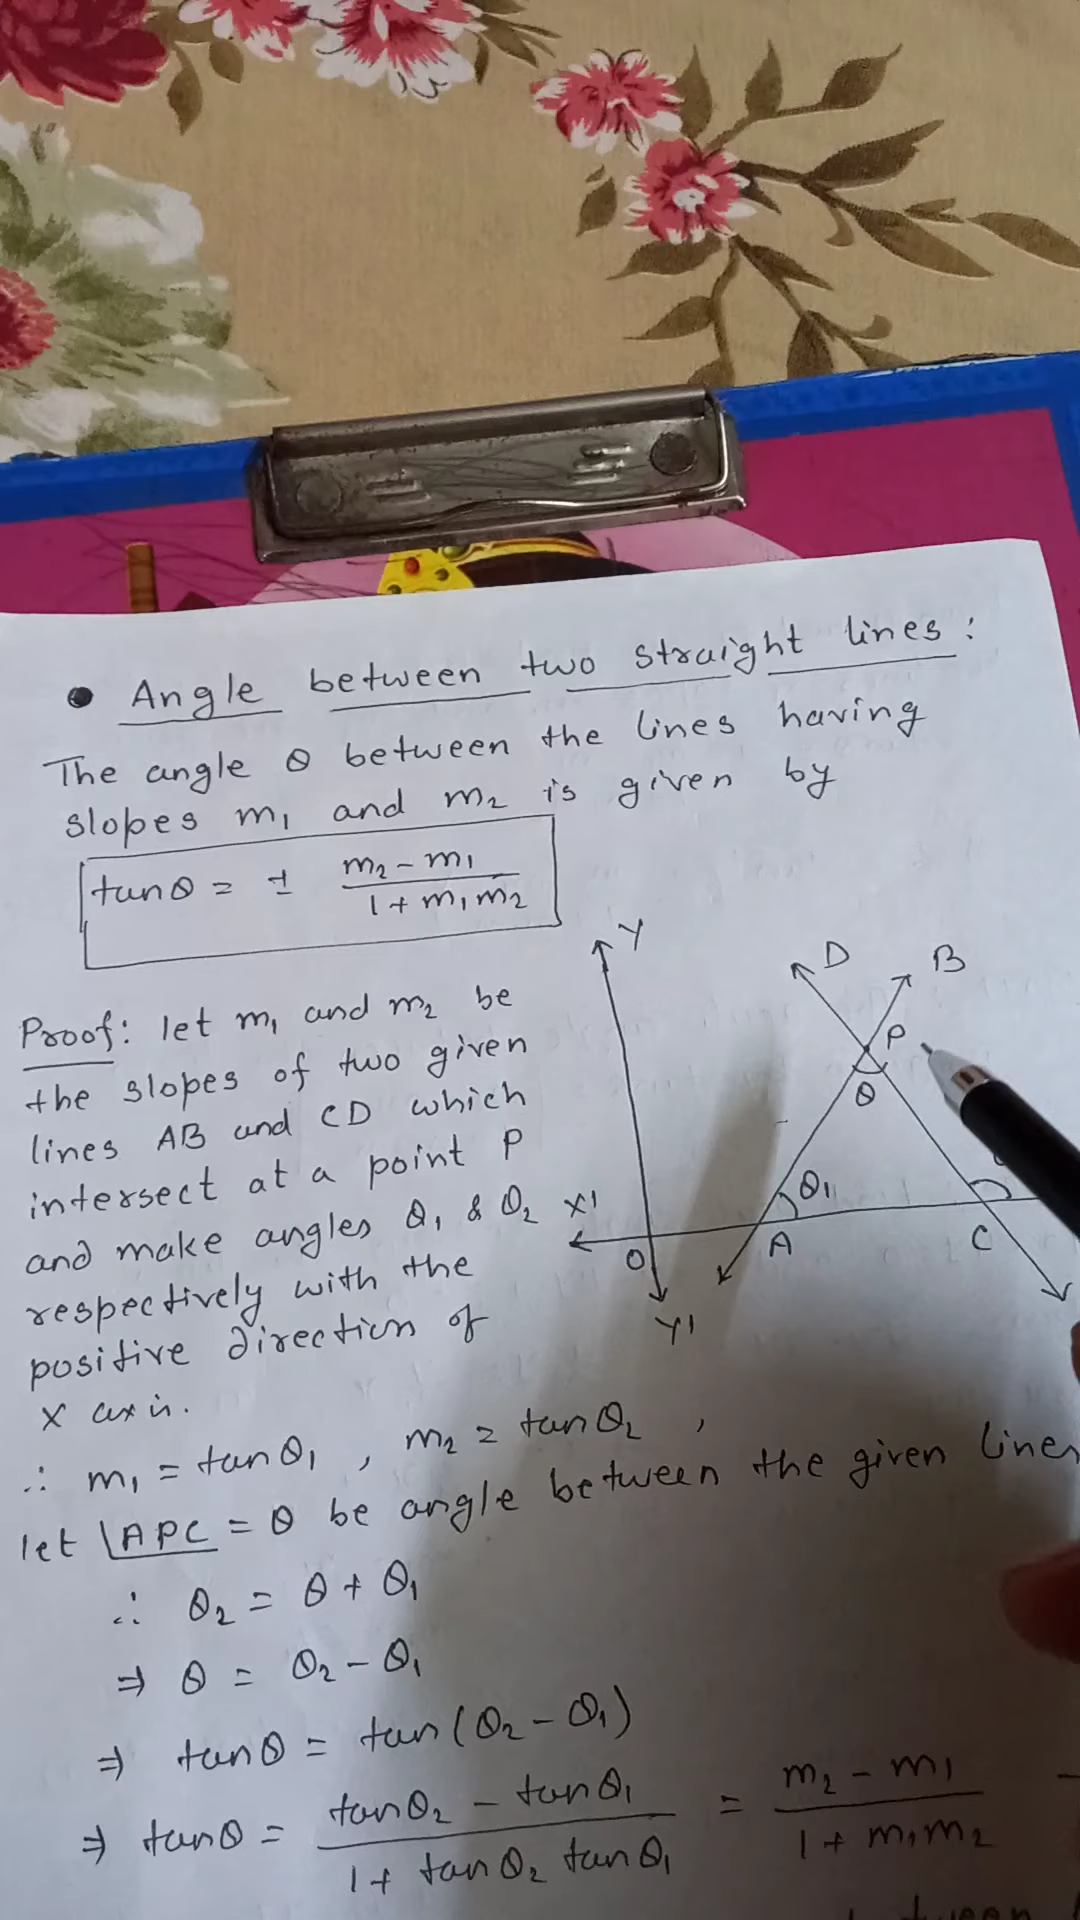 • Angle between two straight lines:
The angle θ between the lines having
slopes m₁ and m₂ is given by
tanθ = ± (m₂ - m₁)/(1 + m₁m₂)
Y
D
B
P
θ
θ₁
X'
O
A
C
Y'
Proof: let m₁ and m₂ be
the slopes of two given
lines AB and CD which
intersect at a point P
and make angles θ₁ & θ₂
respectively with the
positive direction of
X axis.
∴ m₁ = tanθ₁ , m₂ = tanθ₂ ,
let ∠APC = θ be angle between the given lines
∴ θ₂ = θ + θ₁
⇒ θ = θ₂ - θ₁
⇒ tanθ = tan(θ₂ - θ₁)
⇒ tanθ = (tanθ₂ - tanθ₁)/(1 + tanθ₂ tanθ₁) = (m₂ - m₁)/(1 + m₁m₂)